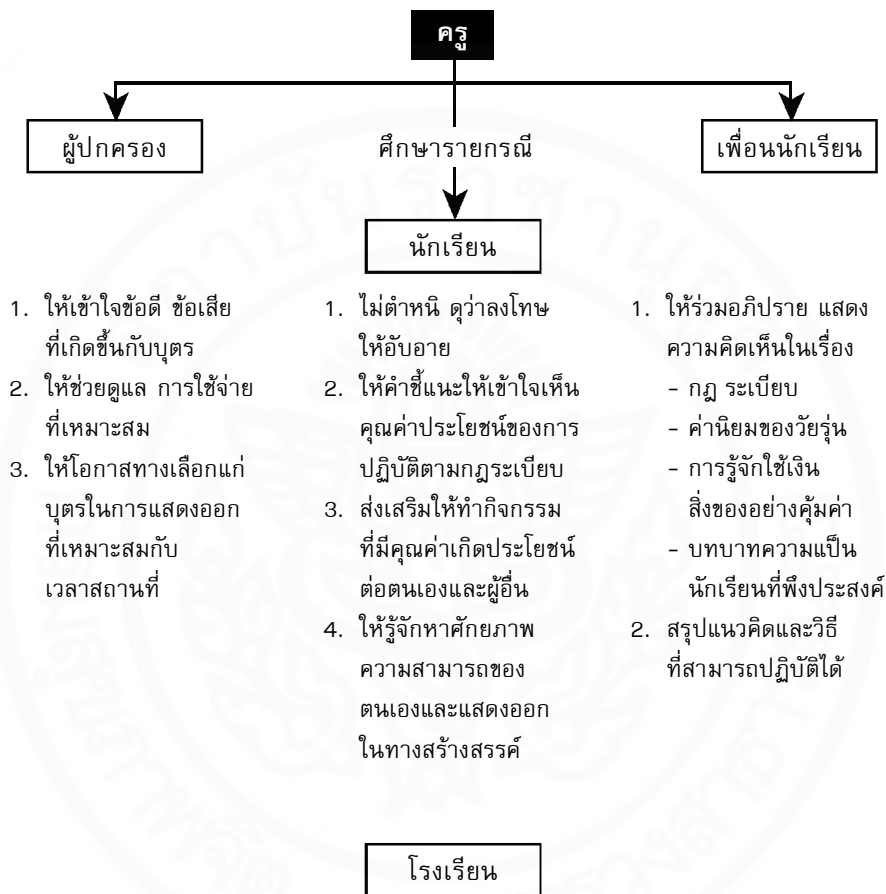 ครู
ผู้ปกครอง
ศึกษารายกรณี
เพื่อนนักเรียน
นักเรียน
1. ให้เข้าใจข้อดี ข้อเสีย
ที่เกิดขึ้นกับบุตร
2. ให้ช่วยดูแล การใช้จ่าย
ที่เหมาะสม
3. ให้โอกาสทางเลือกแก่
บุตรในการแสดงออก
ที่เหมาะสมกับ
เวลาสถานที่
1. ไม่ตำหนิ ดุว่าลงโทษ
ให้อับอาย
2. ให้คำชี้แนะให้เข้าใจเห็น
คุณค่าประโยชน์ของการ
ปฏิบัติตามกฎระเบียบ
3. ส่งเสริมให้ทำกิจกรรม
ที่มีคุณค่าเกิดประโยชน์
ต่อตนเองและผู้อื่น
4. ให้รู้จักหาศักยภาพ
ความสามารถของ
ตนเองและแสดงออก
ในทางสร้างสรรค์
1. ให้ร่วมอภิปราย แสดง
ความคิดเห็นในเรื่อง
- กฎ ระเบียบ
- ค่านิยมของวัยรุ่น
- การรู้จักใช้เงิน
สิ่งของอย่างคุ้มค่า
- บทบาทความแป็น
นักเรียนที่พึงประสงค์
2. สรุปแนวคิดและวิธี
ที่สามารถปฏิบัติได้
โรงเรียน